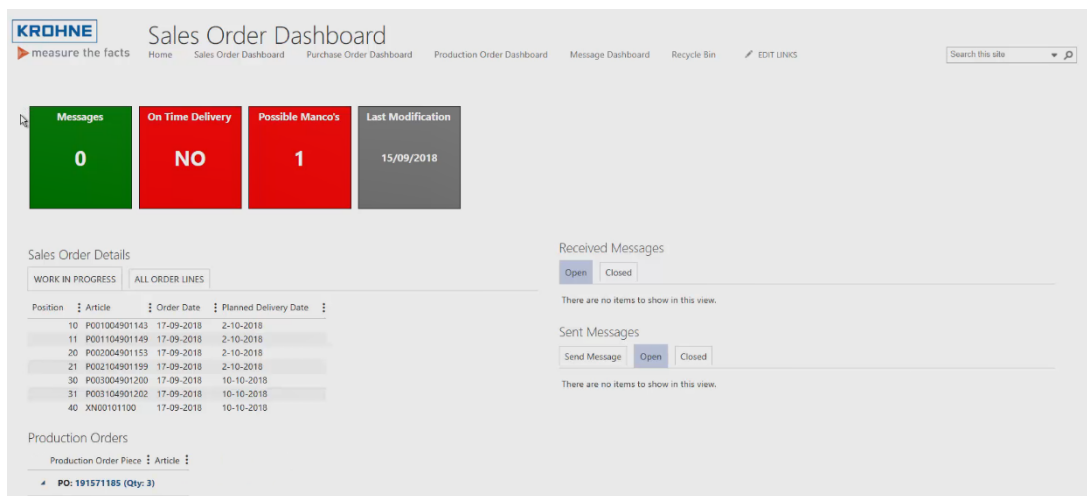 KROHNE
measure the facts
Sales Order Dashboard
Home Sales Order Dashboard Purchase Order Dashboard Production Order Dashboard Message Dashboard Recycle Bin EDIT LINKS
Search this site
Messages On Time Delivery Possible Manco's Last Modification
0 NO 1 15/09/2018
Sales Order Details
WORK IN PROGRESS ALL ORDER LINES
Position Article Order Date Planned Delivery Date
10 P001004901143 17-09-2018 2-10-2018
11 P001104901149 17-09-2018 2-10-2018
20 P002004901153 17-09-2018 2-10-2018
21 P002104901199 17-09-2018 2-10-2018
30 P003004901200 17-09-2018 10-10-2018
31 P003104901202 17-09-2018 10-10-2018
40 XN00101100 17-09-2018 10-10-2018
Production Orders
Production Order Piece Article
PO: 191571185 (Qty: 3)
Received Messages
Open Closed
There are no items to show in this view.
Sent Messages
Send Message Open Closed
There are no items to show in this view.